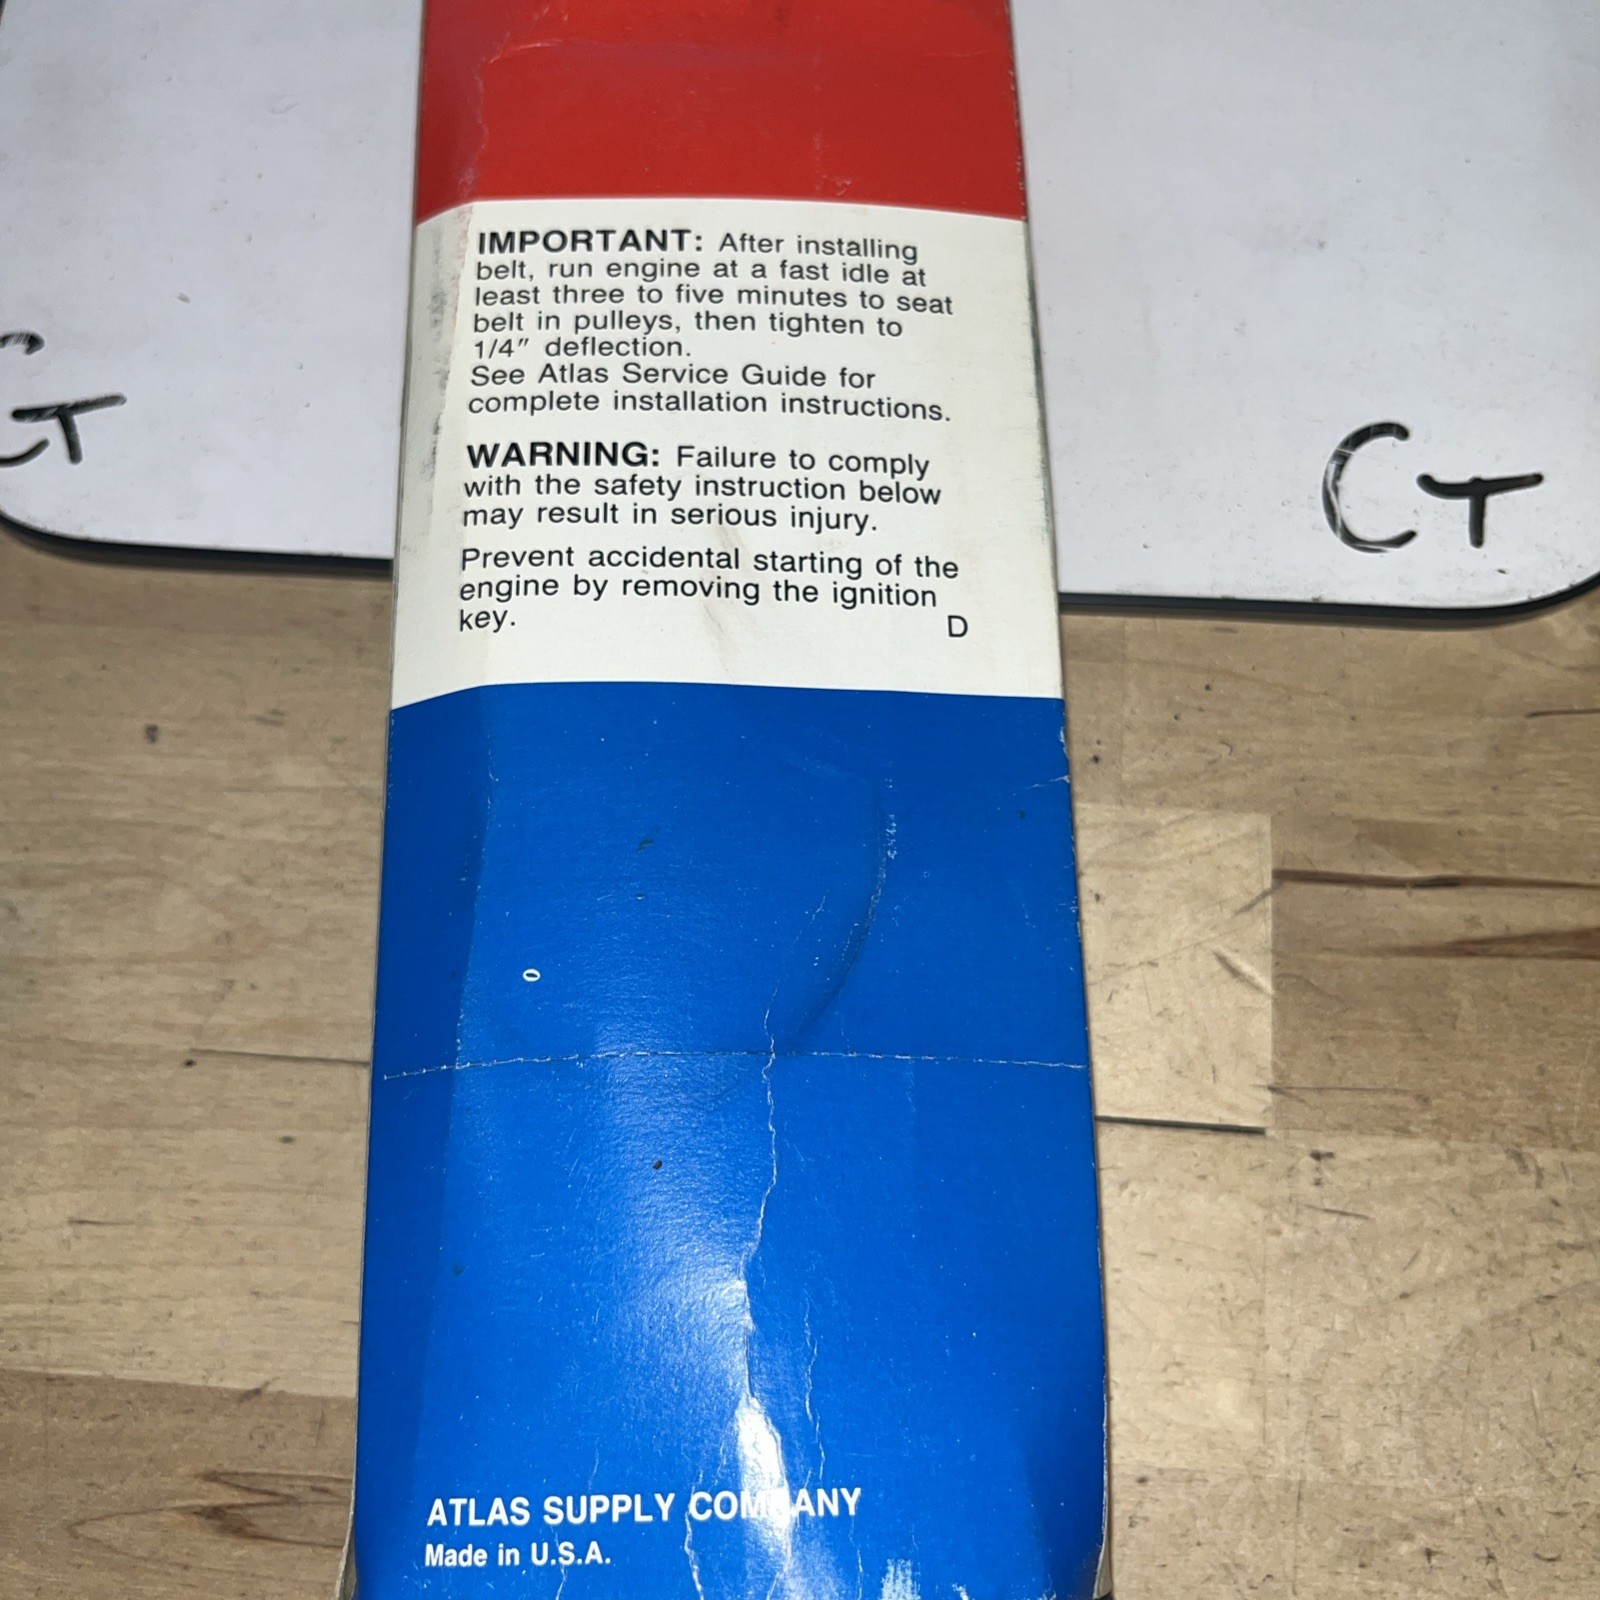 IMPORTANT: After installing
belt, run engine at a fast idle at
least three to five minutes to seat
belt in pulleys, then tighten to
1/4" deflection.
See Atlas Service Guide for
complete installation instructions.
WARNING: Failure to comply
with the safety instruction below
may result in serious injury.
Prevent accidental starting of the
engine by removing the ignition
key.
D
0
ATLAS SUPPLY COMPANY
Made in U.S.A.
CT
CT